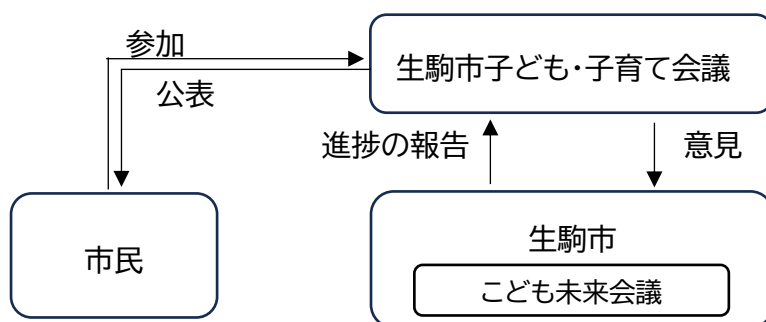 参加
生駒市子ども・子育て会議
公表
進捗の報告
意見
市民
生駒市
こども未来会議